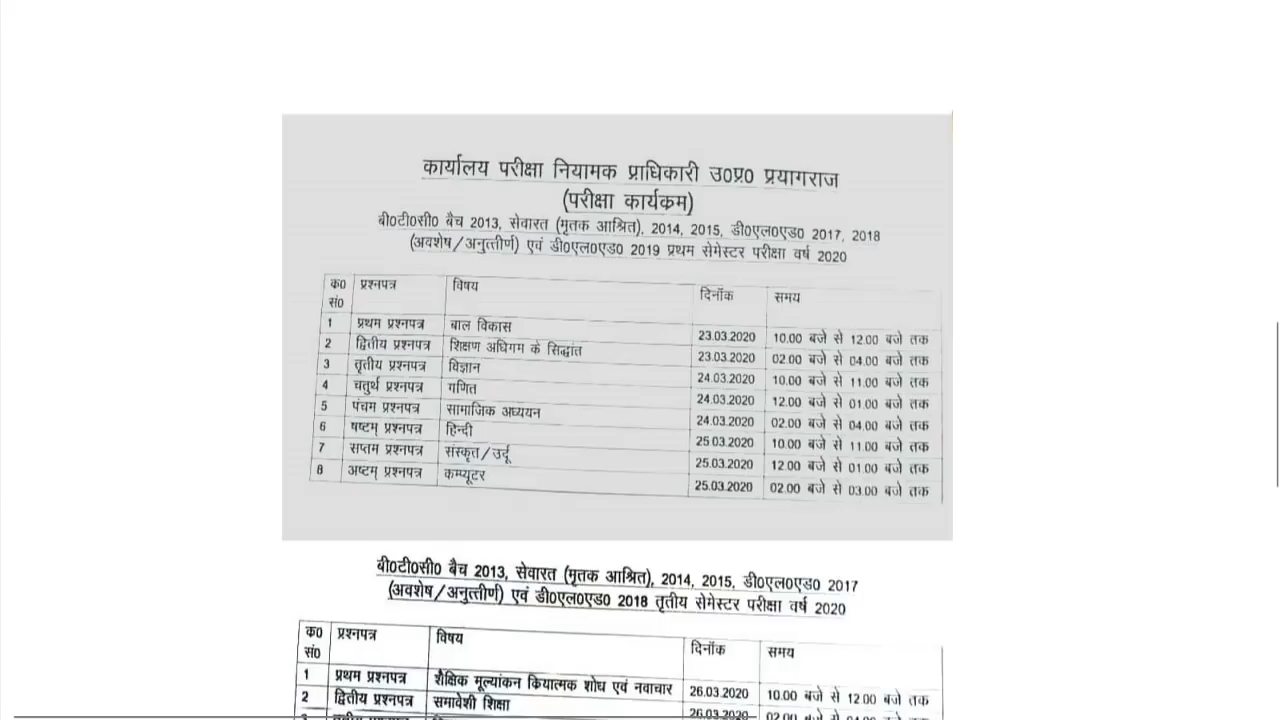 कार्यालय परीक्षा नियामक प्राधिकारी उ0प्र0 प्रयागराज
(परीक्षा कार्यकम)
बी0टी0सी0 बैच 2013, सेवारत (मृतक आश्रित), 2014, 2015, डी0एल0एड0 2017, 2018
(अवशेष/अनुत्तीर्ण) एवं डी0एल0एड0 2019 प्रथम सेमेस्टर परीक्षा वर्ष 2020
क0 सं0 प्रश्नपत्र विषय दिनॉक समय
1 प्रथम प्रश्नपत्र बाल विकास 23.03.2020 10.00 बजे से 12.00 बजे तक
2 द्वितीय प्रश्नपत्र शिक्षण अधिगम के सिद्धांत 23.03.2020 02.00 बजे से 04.00 बजे तक
3 तृतीय प्रश्नपत्र विज्ञान 24.03.2020 10.00 बजे से 11.00 बजे तक
4 चतुर्थ प्रश्नपत्र गणित 24.03.2020 12.00 बजे से 01.00 बजे तक
5 पंचम प्रश्नपत्र सामाजिक अध्ययन 24.03.2020 02.00 बजे से 04.00 बजे तक
6 षष्टम् प्रश्नपत्र हिन्दी 25.03.2020 10.00 बजे से 11.00 बजे तक
7 सप्तम प्रश्नपत्र संस्कृत/उर्दू 25.03.2020 12.00 बजे से 01.00 बजे तक
8 अष्टम् प्रश्नपत्र कम्प्यूटर 25.03.2020 02.00 बजे से 03.00 बजे तक
बी0टी0सी0 बैच 2013, सेवारत (मृतक आश्रित), 2014, 2015, डी0एल0एड0 2017
(अवशेष/अनुत्तीर्ण) एवं डी0एल0एड0 2018 तृतीय सेमेस्टर परीक्षा वर्ष 2020
क0 सं0 प्रश्नपत्र विषय दिनॉक समय
1 प्रथम प्रश्नपत्र शैक्षिक मूल्यांकन कियात्मक शोध एवं नवाचार 26.03.2020 10.00 बजे से 12.00 बजे तक
2 द्वितीय प्रश्नपत्र समावेशी शिक्षा 26.03.2020